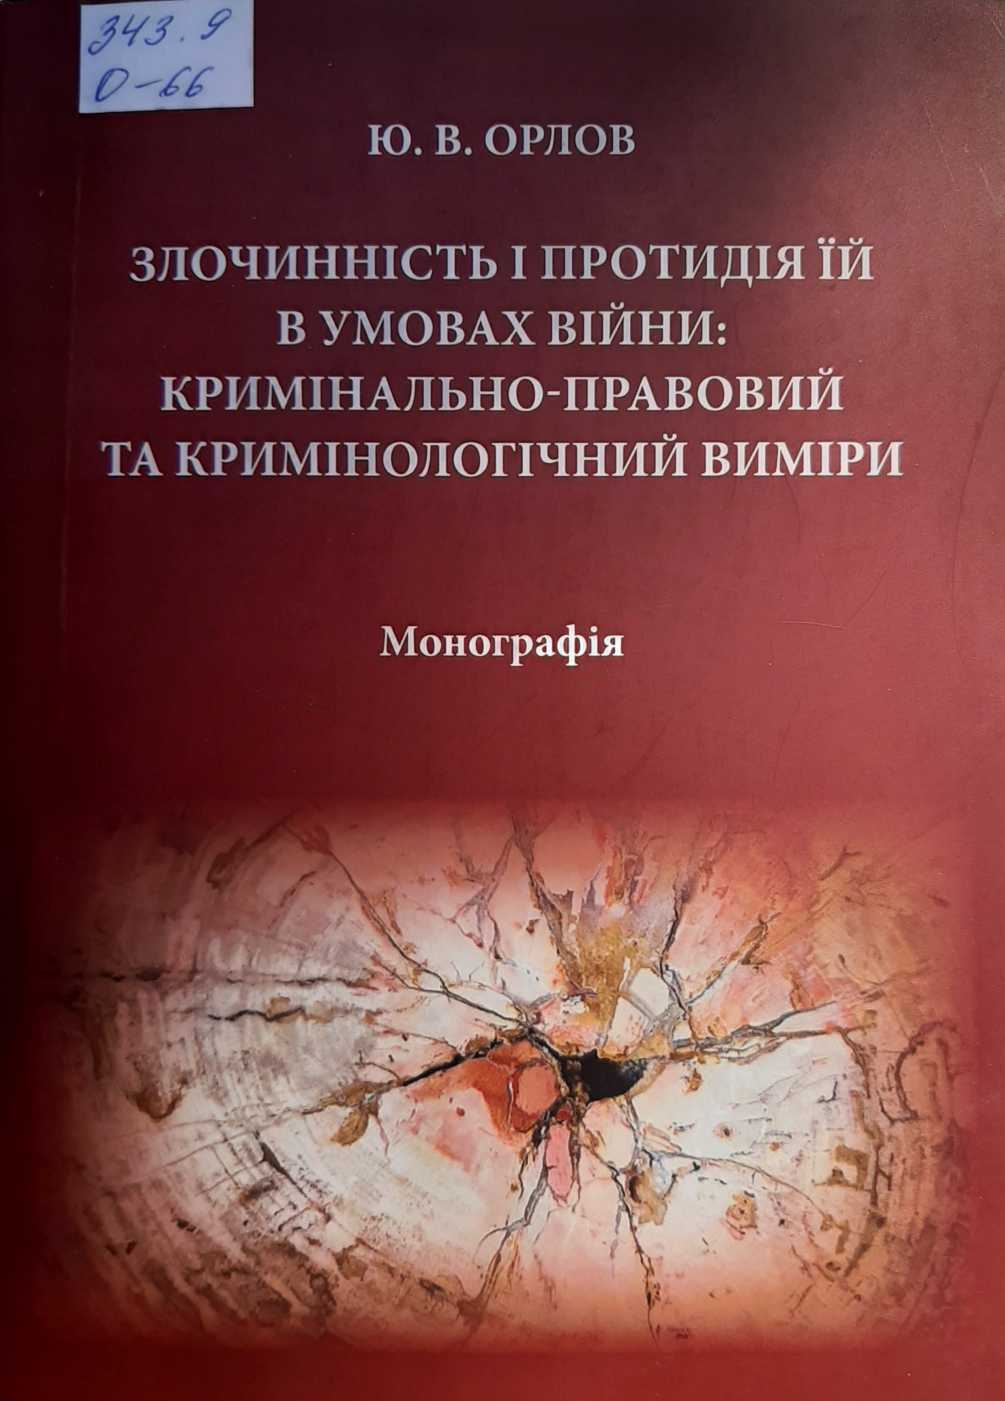 343.9
О-66
Ю. В. ОРЛОВ
ЗЛОЧИННІСТЬ І ПРОТИДІЯ ЇЙ
В УМОВАХ ВІЙНИ:
КРИМІНАЛЬНО-ПРАВОВИЙ
ТА КРИМІНОЛОГІЧНИЙ ВИМІРИ
Монографія